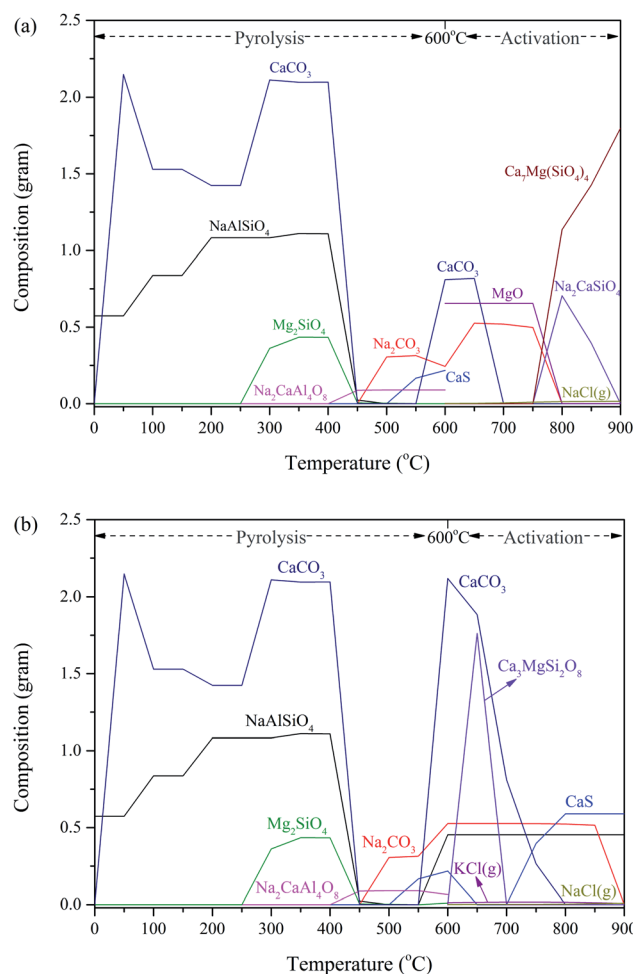 (a)
Pyrolysis 600°C Activation
CaCO₃
NaAlSiO₄
Mg₂SiO₄
Na₂CaAl₄O₈
Na₂CO₃
CaS
CaCO₃
MgO
Ca₇Mg(SiO₄)₄
Na₂CaSiO₄
NaCl(g)
2.5
2.0
1.5
1.0
0.5
0.0
Composition (gram)
0 100 200 300 400 500 600 700 800 900
Temperature (°C)
(b)
Pyrolysis 600°C Activation
CaCO₃
NaAlSiO₄
Mg₂SiO₄
Na₂CaAl₄O₈
Na₂CO₃
CaCO₃
Ca₃MgSi₂O₈
CaS
KCl(g)
NaCl(g)
2.5
2.0
1.5
1.0
0.5
0.0
Composition (gram)
0 100 200 300 400 500 600 700 800 900
Temperature (°C)